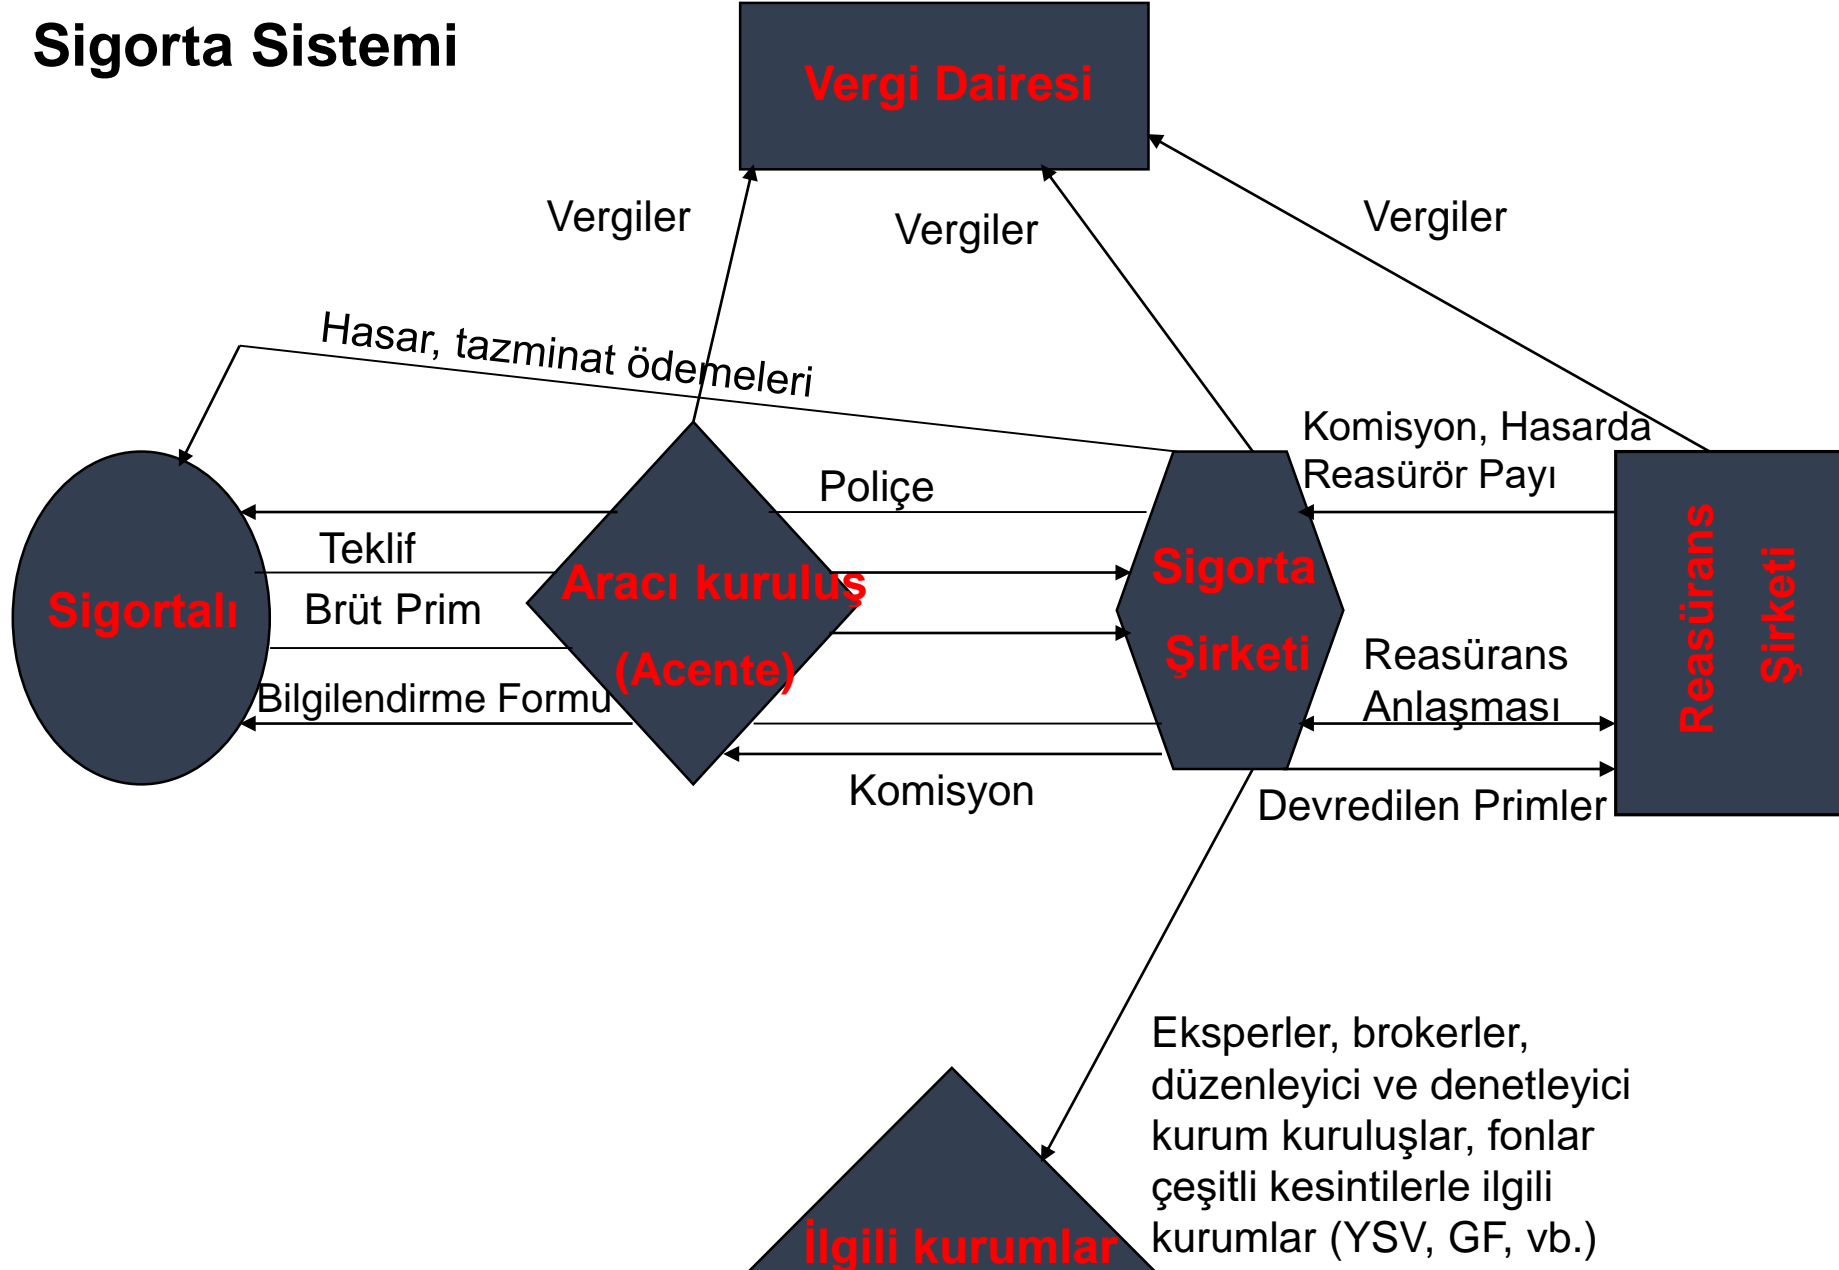 Sigorta Sistemi
Vergi Dairesi
Vergiler
Vergiler
Vergiler
Hasar, tazminat ödemeleri
Komisyon, Hasarda
Reasürör Payı
Poliçe
Teklif
Brüt Prim
Bilgilendirme Formu
Sigortalı
Aracı kuruluş
(Acente)
Sigorta
Şirketi
Reasürans
Şirketi
Reasürans
Anlaşması
Komisyon
Devredilen Primler
Eksperler, brokerler,
düzenleyici ve denetleyici
kurum kuruluşlar, fonlar
çeşitli kesintilerle ilgili
kurumlar (YSV, GF, vb.)
İlgili kurumlar